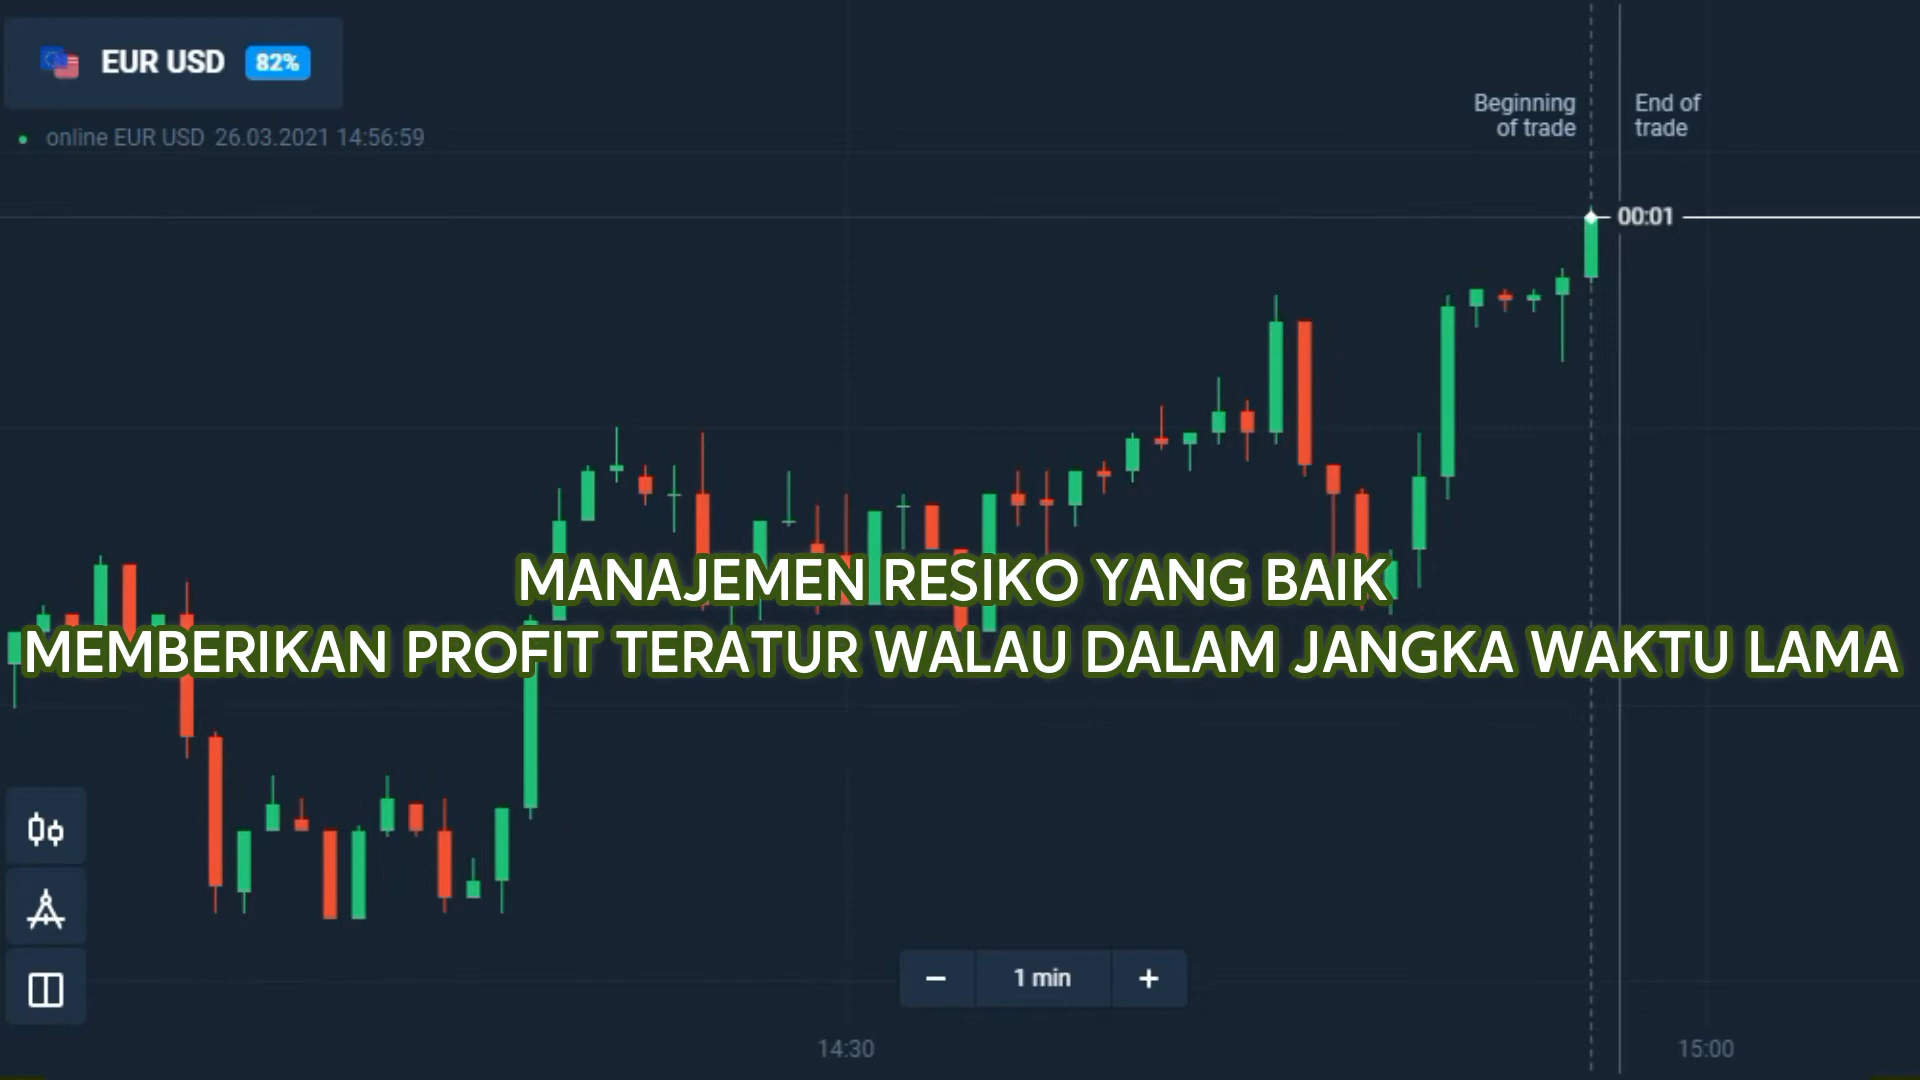 EUR USD 82%
online EUR USD 26.03.2021 14:56:59
Beginning
of trade
End of
trade
00:01
MANAJEMEN RESIKO YANG BAIK
MEMBERIKAN PROFIT TERATUR WALAU DALAM JANGKA WAKTU LAMA
− 1 min +
14:30
15:00